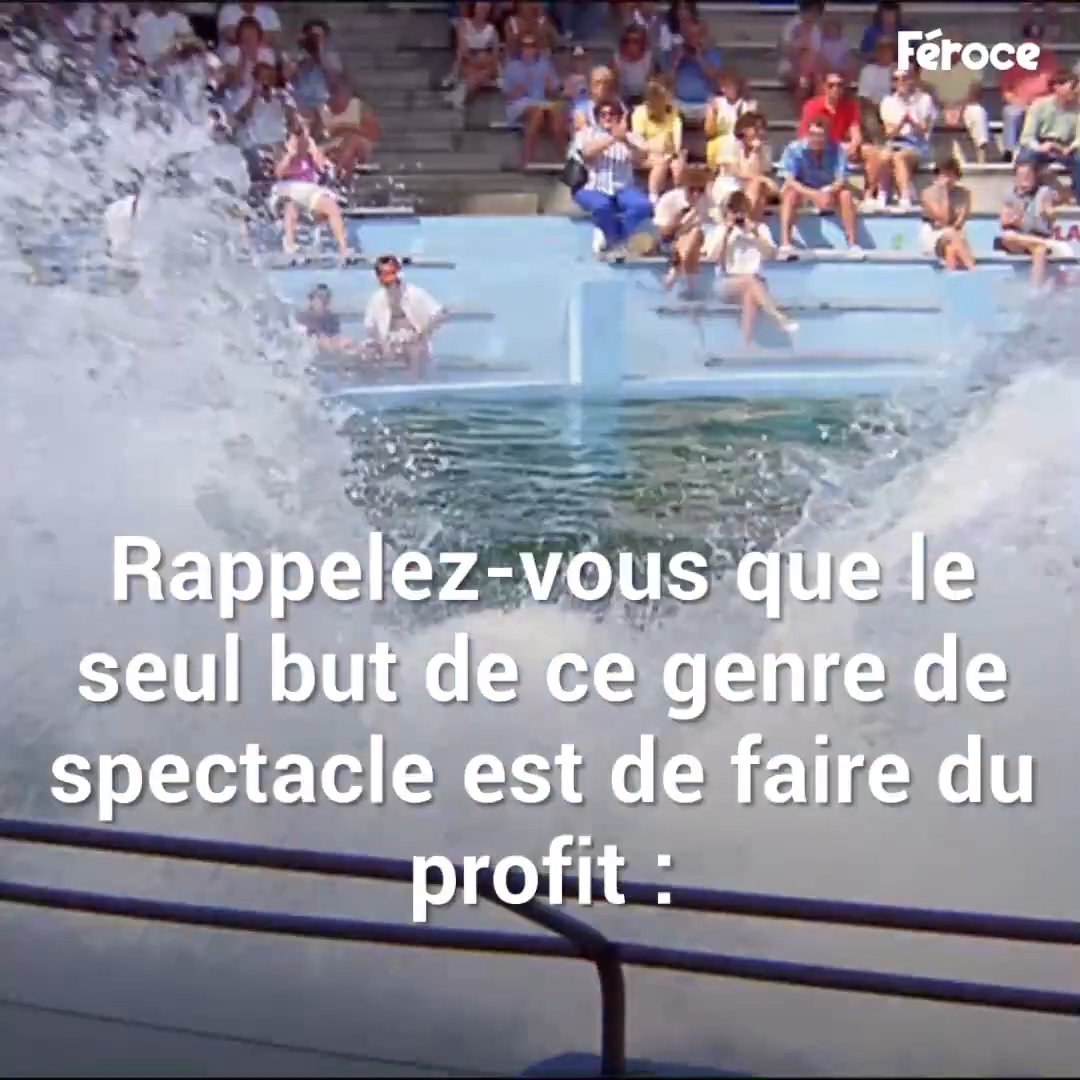 Féroce
Rappelez-vous que le
seul but de ce genre de
spectacle est de faire du
profit :